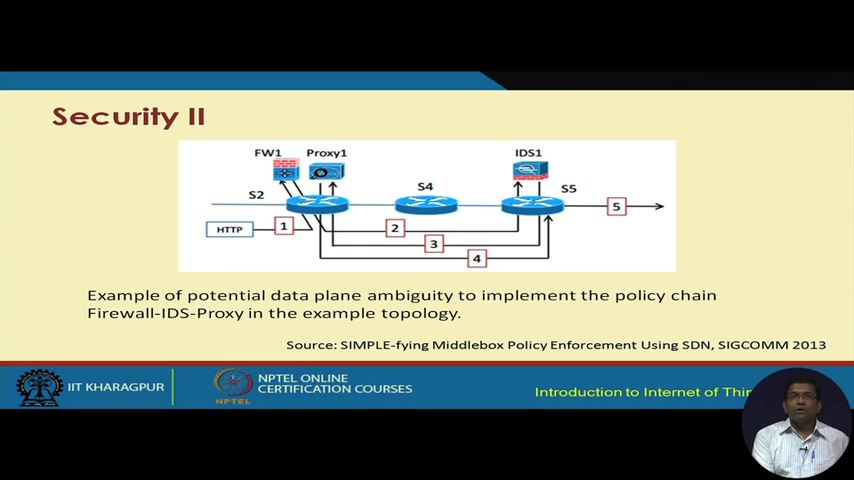 Security II
FW1 Proxy1 IDS1
S2 S4 S5
HTTP 1 2 3 4 5
Example of potential data plane ambiguity to implement the policy chain
Firewall-IDS-Proxy in the example topology.
Source: SIMPLE-fying Middlebox Policy Enforcement Using SDN, SIGCOMM 2013
IIT KHARAGPUR
NPTEL
NPTEL ONLINE
CERTIFICATION COURSES
Introduction to Internet of